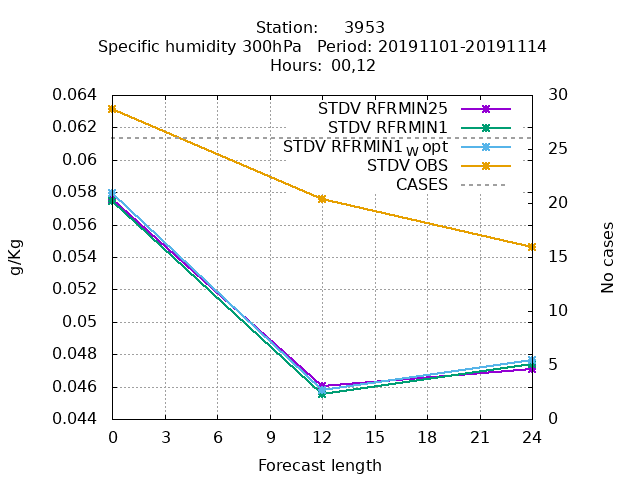 Station: 3953
Specific humidity 300hPa Period: 20191101-20191114
Hours: 00,12
0.064
0.062
0.06
0.058
0.056
0.054
0.052
0.05
0.048
0.046
0.044
g/Kg
STDV RFRMIN25
STDV RFRMIN1
STDV RFRMIN1 w opt
STDV OBS
CASES
30
25
20
15
10
5
0
No cases
0 3 6 9 12 15 18 21 24
Forecast length